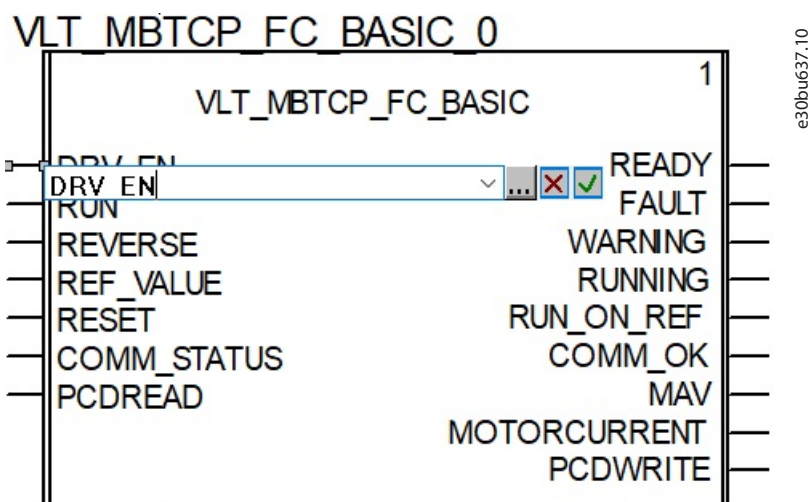 VLT_MBTCP_FC_BASIC_0
1
VLT_MBTCP_FC_BASIC
DRV_EN
DRV_EN
...
RUN
REVERSE
REF_VALUE
RESET
COMM_STATUS
PCDREAD
READY
FAULT
WARNING
RUNNING
RUN_ON_REF
COMM_OK
MAV
MOTORCURRENT
PCDWRITE
e30bu637.10